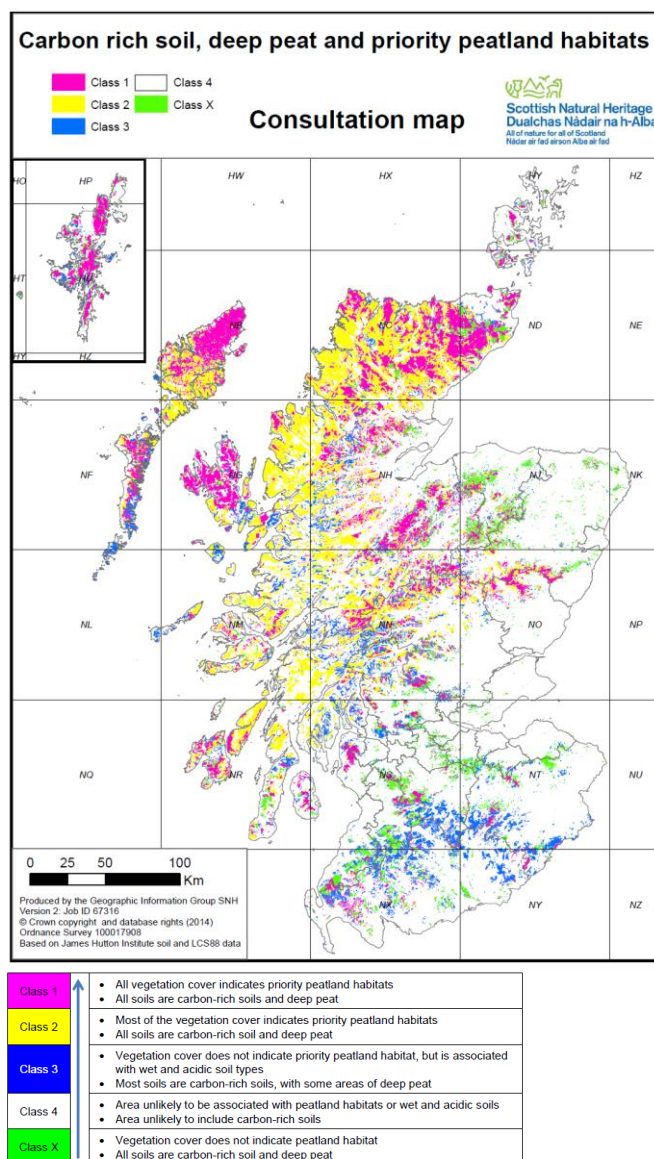 Carbon rich soil, deep peat and priority peatland habitats
Class 1 Class 4
Class 2 Class X
Class 3
Consultation map
Scottish Natural Heritage
Dualchas Nàdair na h-Alba
All of nature for all of Scotland
Nàdar air fad airson Alba air fad
HO HP HW HX HY HZ
HT HU
HY HZ
NB NC ND NE
NF NG NH NJ NK
NL NM NN NO NP
NQ NR NS NT NU
NX NY NZ
0 25 50 100
Km
Produced by the Geographic Information Group SNH
Version 2: Job ID 67316
© Crown copyright and database rights (2014)
Ordnance Survey 100017908
Based on James Hutton Institute soil and LCS88 data
Class 1
• All vegetation cover indicates priority peatland habitats
• All soils are carbon-rich soils and deep peat
Class 2
• Most of the vegetation cover indicates priority peatland habitats
• All soils are carbon-rich soil and deep peat
Class 3
• Vegetation cover does not indicate priority peatland habitat, but is associated
with wet and acidic soil types
• Most soils are carbon-rich soils, with some areas of deep peat
Class 4
• Area unlikely to be associated with peatland habitats or wet and acidic soils
• Area unlikely to include carbon-rich soils
Class X
• Vegetation cover does not indicate peatland habitat
• All soils are carbon-rich soil and deep peat